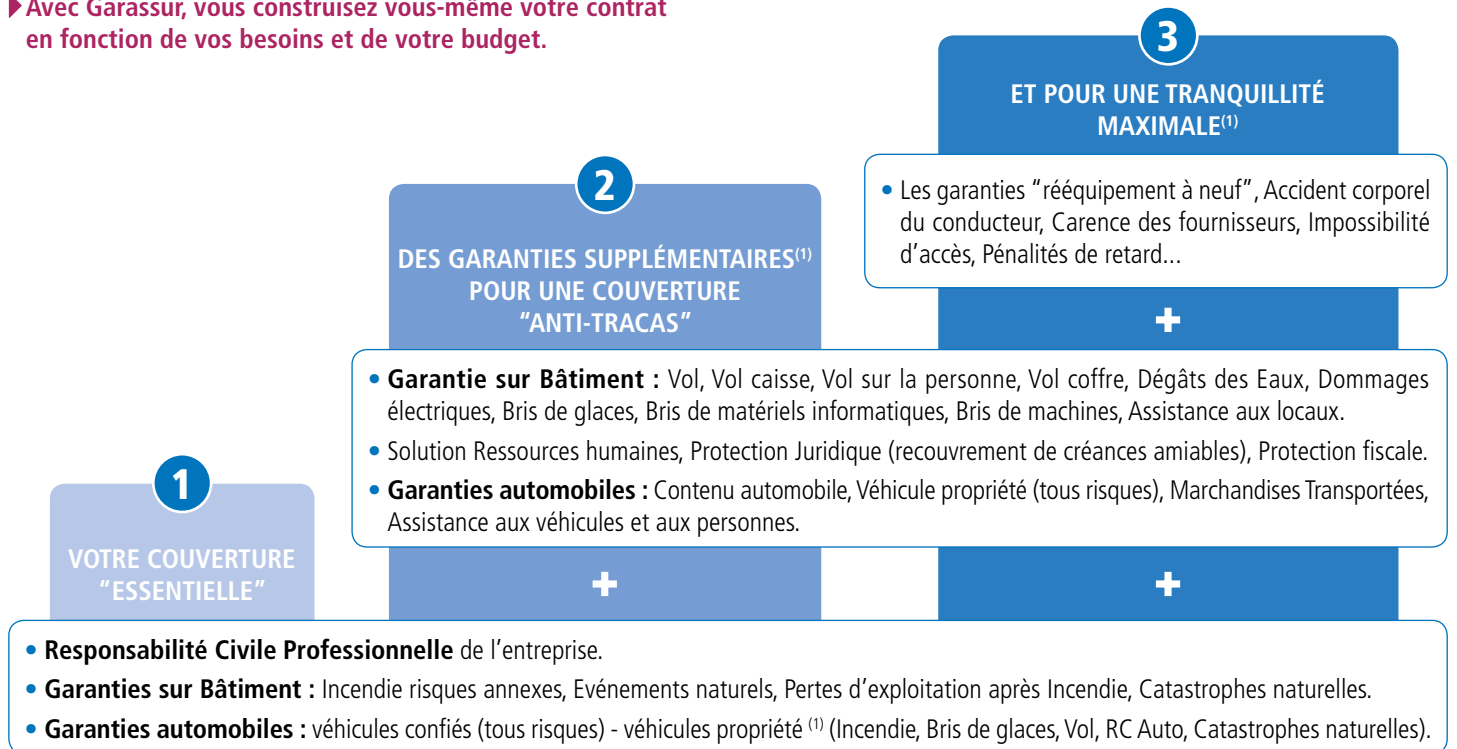 Avec Garassur, vous construisez vous-même votre contrat
en fonction de vos besoins et de votre budget.
3
ET POUR UNE TRANQUILLITÉ
MAXIMALE(1)
• Les garanties “rééquipement à neuf”, Accident corporel
du conducteur, Carence des fournisseurs, Impossibilité
d’accès, Pénalités de retard...
+
2
DES GARANTIES SUPPLÉMENTAIRES(1)
POUR UNE COUVERTURE
“ANTI-TRACAS”
• Garantie sur Bâtiment : Vol, Vol caisse, Vol sur la personne, Vol coffre, Dégâts des Eaux, Dommages
électriques, Bris de glaces, Bris de matériels informatiques, Bris de machines, Assistance aux locaux.
• Solution Ressources humaines, Protection Juridique (recouvrement de créances amiables), Protection fiscale.
• Garanties automobiles : Contenu automobile, Véhicule propriété (tous risques), Marchandises Transportées,
Assistance aux véhicules et aux personnes.
+
+
1
VOTRE COUVERTURE
“ESSENTIELLE”
• Responsabilité Civile Professionnelle de l’entreprise.
• Garanties sur Bâtiment : Incendie risques annexes, Evénements naturels, Pertes d’exploitation après Incendie, Catastrophes naturelles.
• Garanties automobiles : véhicules confiés (tous risques) - véhicules propriété (1) (Incendie, Bris de glaces, Vol, RC Auto, Catastrophes naturelles).